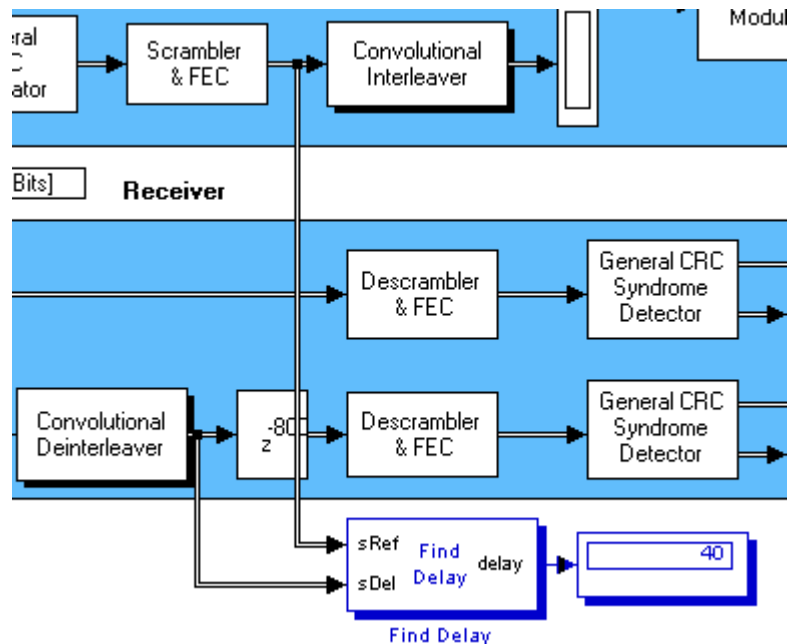 eral
C
ator
Scrambler
& FEC
Convolutional
Interleaver
Modul
Bits]
Receiver
Descrambler
& FEC
General CRC
Syndrome
Detector
Convolutional
Deinterleaver
-80
z
Descrambler
& FEC
General CRC
Syndrome
Detector
sRef
sDel
Find
Delay
delay
40
Find Delay